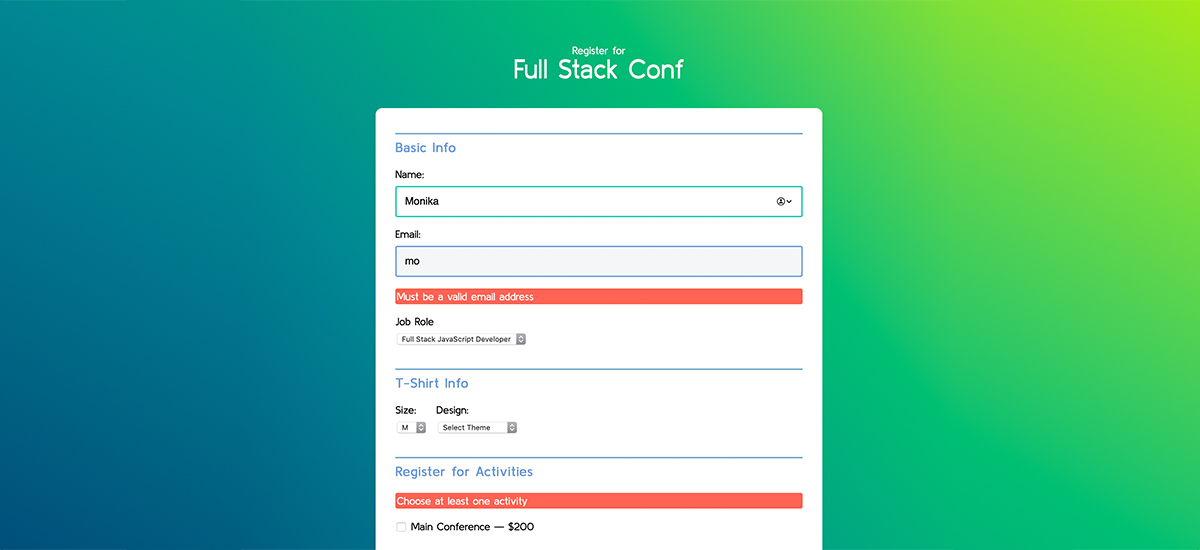 Register for
Full Stack Conf
Basic Info
Name:
Monika
Email:
mo
Must be a valid email address
Job Role
Full Stack JavaScript Developer
T-Shirt Info
Size: Design:
M Select Theme
Register for Activities
Choose at least one activity
Main Conference — $200